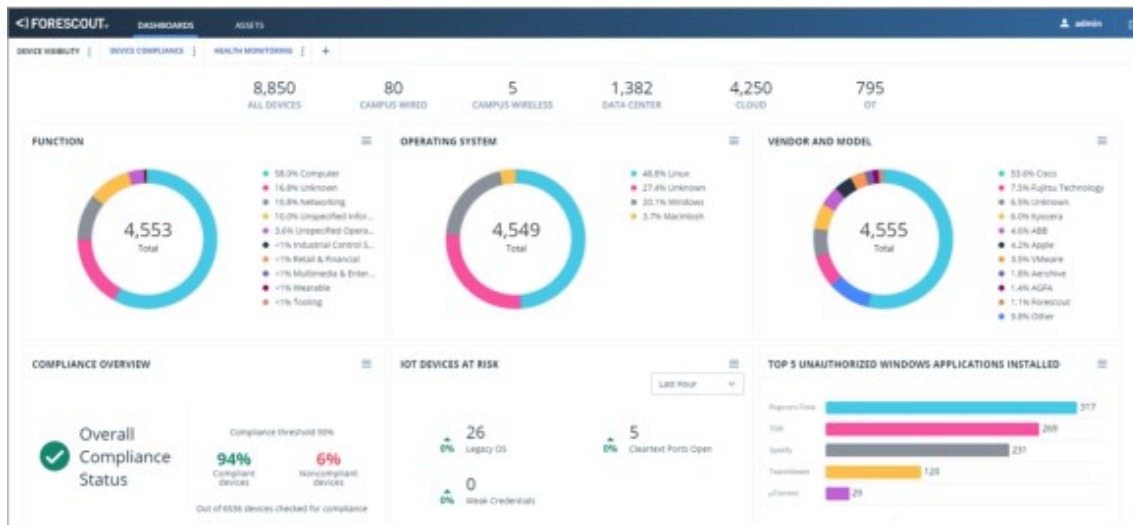 <) FORESCOUT. DASHBOARDS ASSETS admin
DEVICE VISIBILITY DEVICE COMPLIANCE HEALTH MONITORING +
8,850 80 5 1,382 4,250 795
ALL DEVICES CAMPUS WIRED CAMPUS WIRELESS DATA CENTER CLOUD OT
FUNCTION
4,553
Total
58.0% Computer
16.8% Unknown
10.8% Networking
10.0% Unspecified Infor...
3.6% Unspecified Opera...
<1% Industrial Control S...
<1% Retail & Financial
<1% Multimedia & Enter...
<1% Wearable
<1% Tooling
OPERATING SYSTEM
4,549
Total
48.8% Linux
27.4% Unknown
20.1% Windows
3.7% Macintosh
VENDOR AND MODEL
4,555
Total
53.6% Cisco
7.5% Fujitsu Technology
6.5% Unknown
6.0% Kyocera
4.6% ABB
4.2% Apple
3.5% VMware
1.8% Aerohive
1.4% AGFA
1.1% Forescout
9.8% Other
COMPLIANCE OVERVIEW
Overall
Compliance
Status
Compliance threshold 90%
94% 6%
Compliant Noncompliant
devices devices
Out of 6536 devices checked for compliance
IOT DEVICES AT RISK
Last Hour
26
0% Legacy OS
5
0% Cleartext Ports Open
0
0% Weak Credentials
TOP 5 UNAUTHORIZED WINDOWS APPLICATIONS INSTALLED
Popcorn Time 317
269
Spotify 231
TeamViewer 120
µTorrent 29